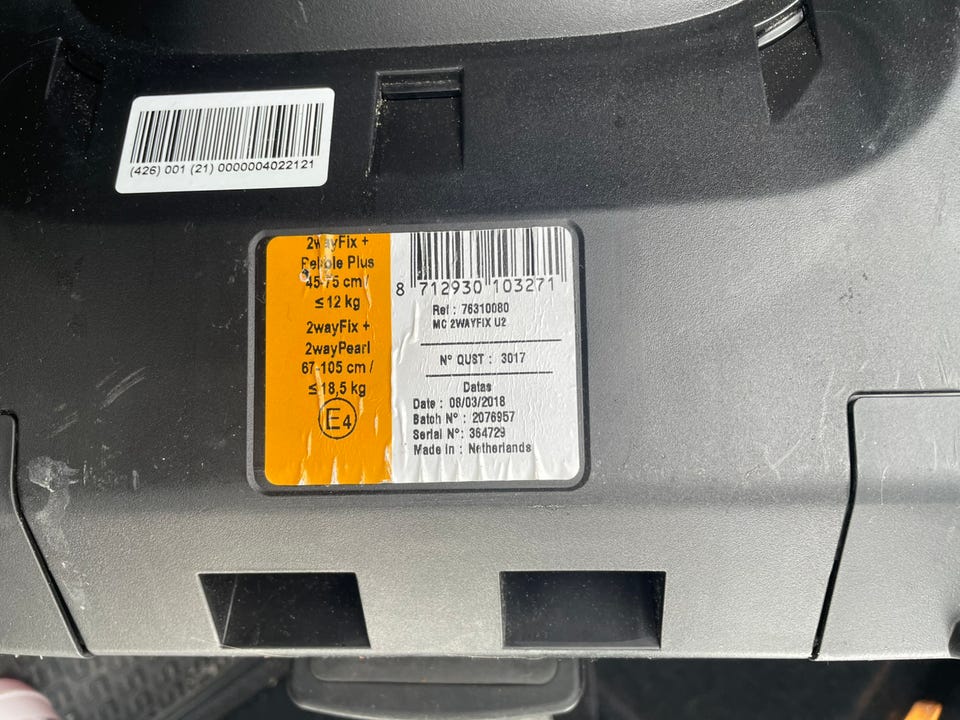 (426) 001 (21) 0000004022121
2wayFix +
Pebble Plus
45-75 cm /
≤ 12 kg
2wayFix +
2wayPearl
67-105 cm /
≤ 18,5 kg
E4
8 712930 103271
Ref : 76310080
MC 2WAYFIX U2
N° QUST : 3017
Datas
Date : 08/03/2018
Batch N° : 2076957
Serial N° : 364729
Made in : Netherlands